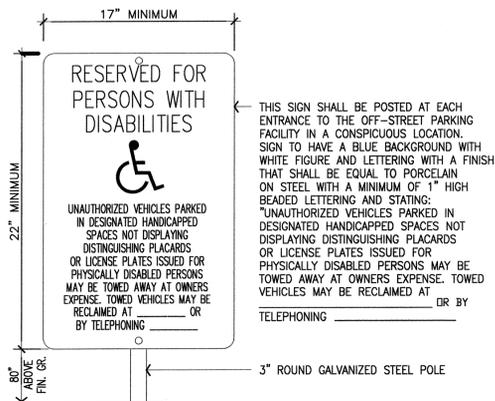 17" MINIMUM
RESERVED FOR
PERSONS WITH
DISABILITIES
UNAUTHORIZED VEHICLES PARKED
IN DESIGNATED HANDICAPPED
SPACES NOT DISPLAYING
DISTINGUISHING PLACARDS
OR LICENSE PLATES ISSUED FOR
PHYSICALLY DISABLED PERSONS
MAY BE TOWED AWAY AT OWNERS
EXPENSE. TOWED VEHICLES MAY BE
RECLAIMED AT ________ OR
BY TELEPHONING ________
22" MINIMUM
80"
ABOVE
FIN. GR.
THIS SIGN SHALL BE POSTED AT EACH
ENTRANCE TO THE OFF-STREET PARKING
FACILITY IN A CONSPICUOUS LOCATION.
SIGN TO HAVE A BLUE BACKGROUND WITH
WHITE FIGURE AND LETTERING WITH A FINISH
THAT SHALL BE EQUAL TO PORCELAIN
ON STEEL WITH A MINIMUM OF 1" HIGH
BEADED LETTERING AND STATING:
"UNAUTHORIZED VEHICLES PARKED IN
DESIGNATED HANDICAPPED SPACES NOT
DISPLAYING DISTINGUISHING PLACARDS
OR LICENSE PLATES ISSUED FOR
PHYSICALLY DISABLED PERSONS MAY BE
TOWED AWAY AT OWNERS EXPENSE. TOWED
VEHICLES MAY BE RECLAIMED AT
____________________ OR BY
TELEPHONING ______________
3" ROUND GALVANIZED STEEL POLE